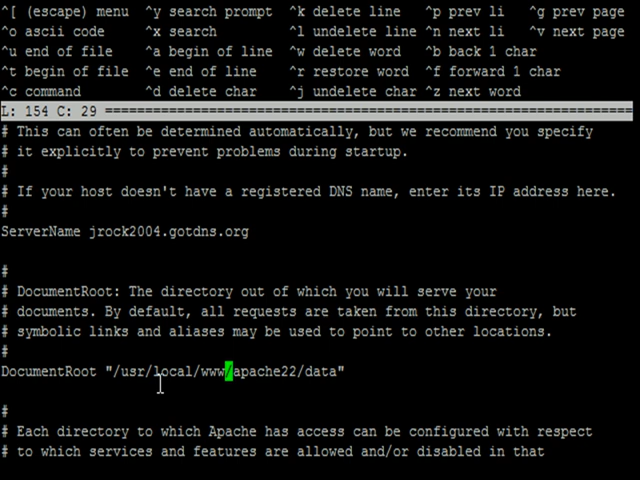 ^[ (escape) menu ^y search prompt ^k delete line ^p prev li ^g prev page
^o ascii code ^x search ^l undelete line ^n next li ^v next page
^u end of file ^a begin of line ^w delete word ^b back 1 char
^t begin of file ^e end of line ^r restore word ^f forward 1 char
^c command ^d delete char ^j undelete char ^z next word
L: 154 C: 29 ==================================================================
# This can often be determined automatically, but we recommend you specify
# it explicitly to prevent problems during startup.
#
# If your host doesn't have a registered DNS name, enter its IP address here.
#
ServerName jrock2004.gotdns.org
#
# DocumentRoot: The directory out of which you will serve your
# documents. By default, all requests are taken from this directory, but
# symbolic links and aliases may be used to point to other locations.
#
DocumentRoot "/usr/local/www/apache22/data"
#
# Each directory to which Apache has access can be configured with respect
# to which services and features are allowed and/or disabled in that